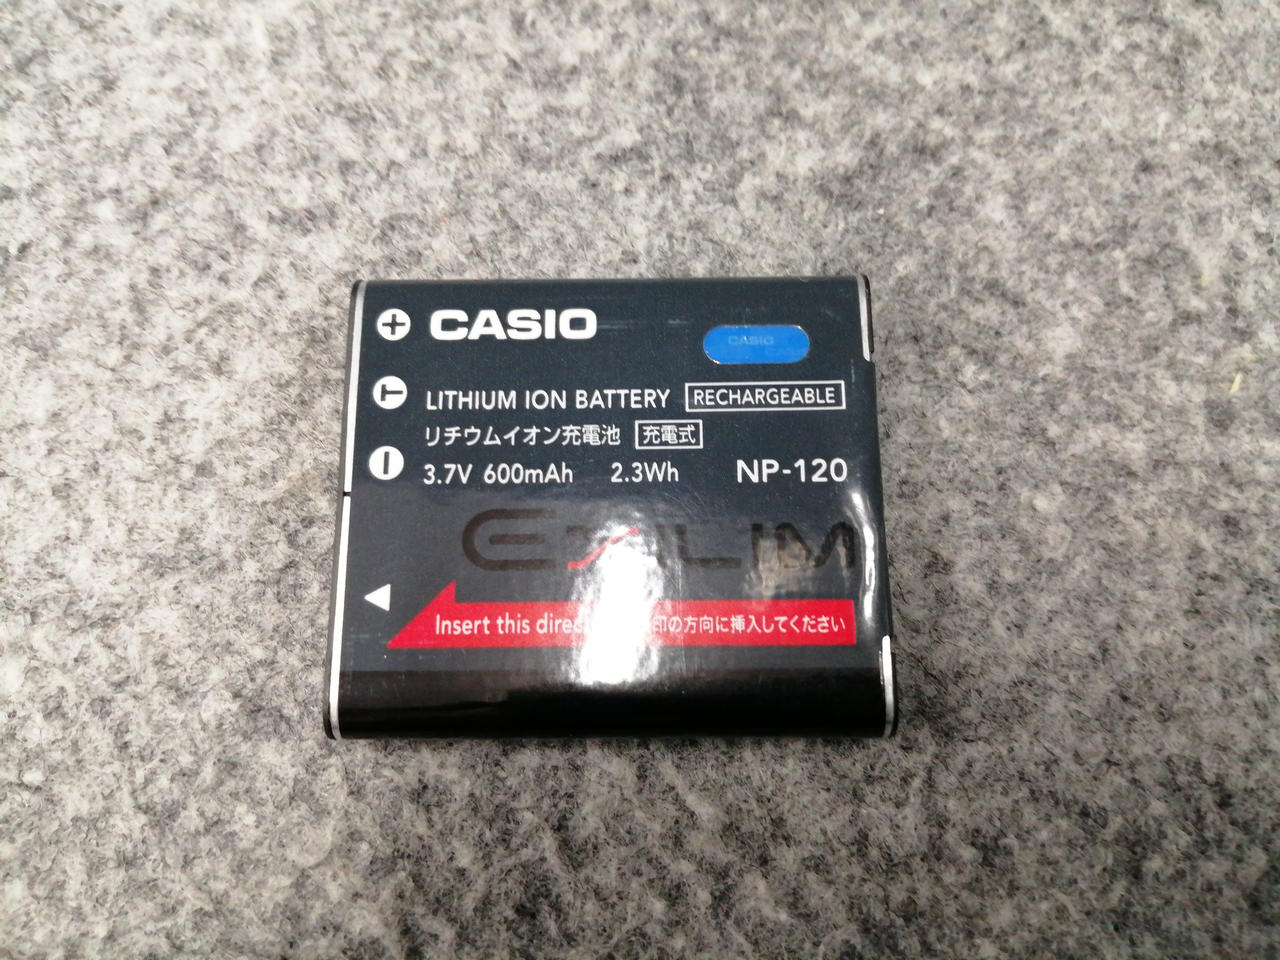 CASIO
CASIO
LITHIUM ION BATTERY RECHARGEABLE
リチウムイオン充電池 充電式
3.7V 600mAh 2.3Wh NP-120
EXILIM
Insert this 印の方向に挿入してください